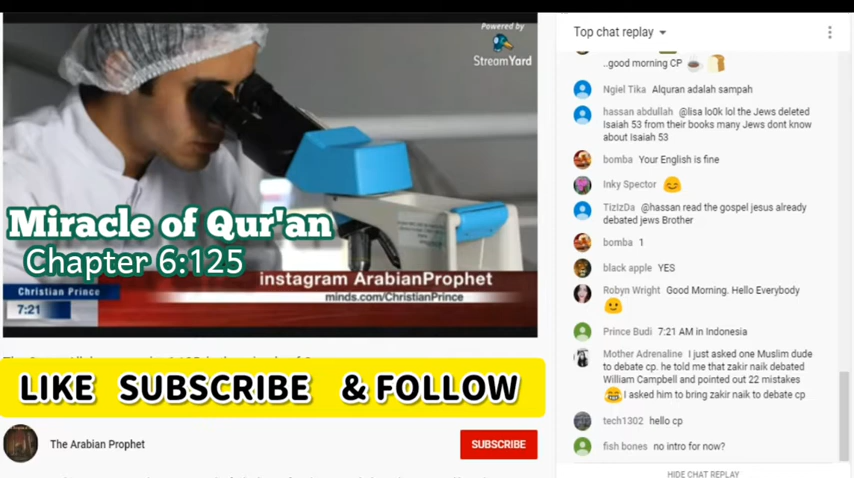 Powered by
StreamYard
Miracle of Qur'an
Chapter 6:125
instagram ArabianProphet
minds.com/ChristianPrince
Christian Prince
7:21
LIKE SUBSCRIBE & FOLLOW
The Arabian Prophet
SUBSCRIBE
Top chat replay
..good morning CP
Ngiel Tika Alquran adalah sampah
hassan abdullah @lisa lo0k lol the Jews deleted
Isaiah 53 from their books many Jews dont know
about Isaiah 53
bomba Your English is fine
Inky Spector
TizIzDa @hassan read the gospel jesus already
debated jews Brother
bomba 1
black apple YES
Robyn Wright Good Morning. Hello Everybody
Prince Budi 7:21 AM in Indonesia
Mother Adrenaline I just asked one Muslim dude
to debate cp. he told me that zakir naik debated
William Campbell and pointed out 22 mistakes
I asked him to bring zakir naik to debate cp
tech1302 hello cp
fish bones no intro for now?
HIDE CHAT REPLAY